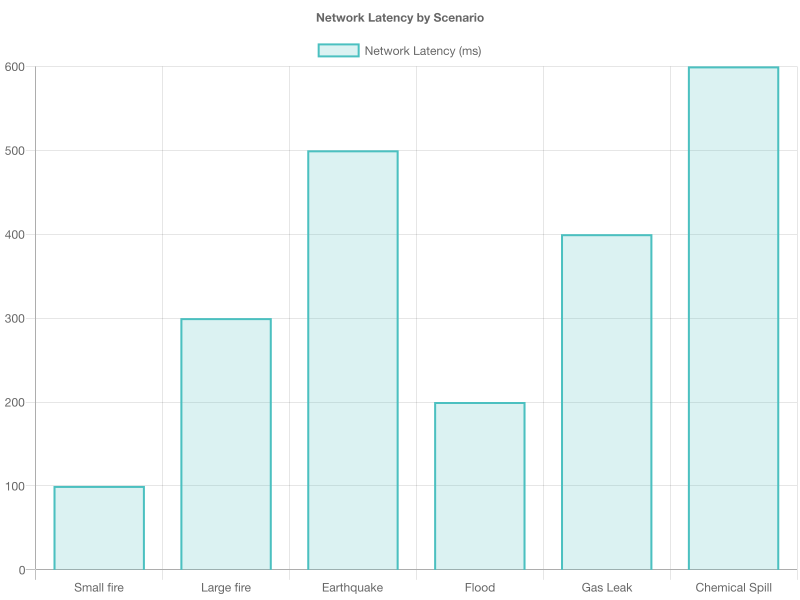 Network Latency by Scenario
Network Latency (ms)
600
500
400
300
200
100
0
Small fire
Large fire
Earthquake
Flood
Gas Leak
Chemical Spill